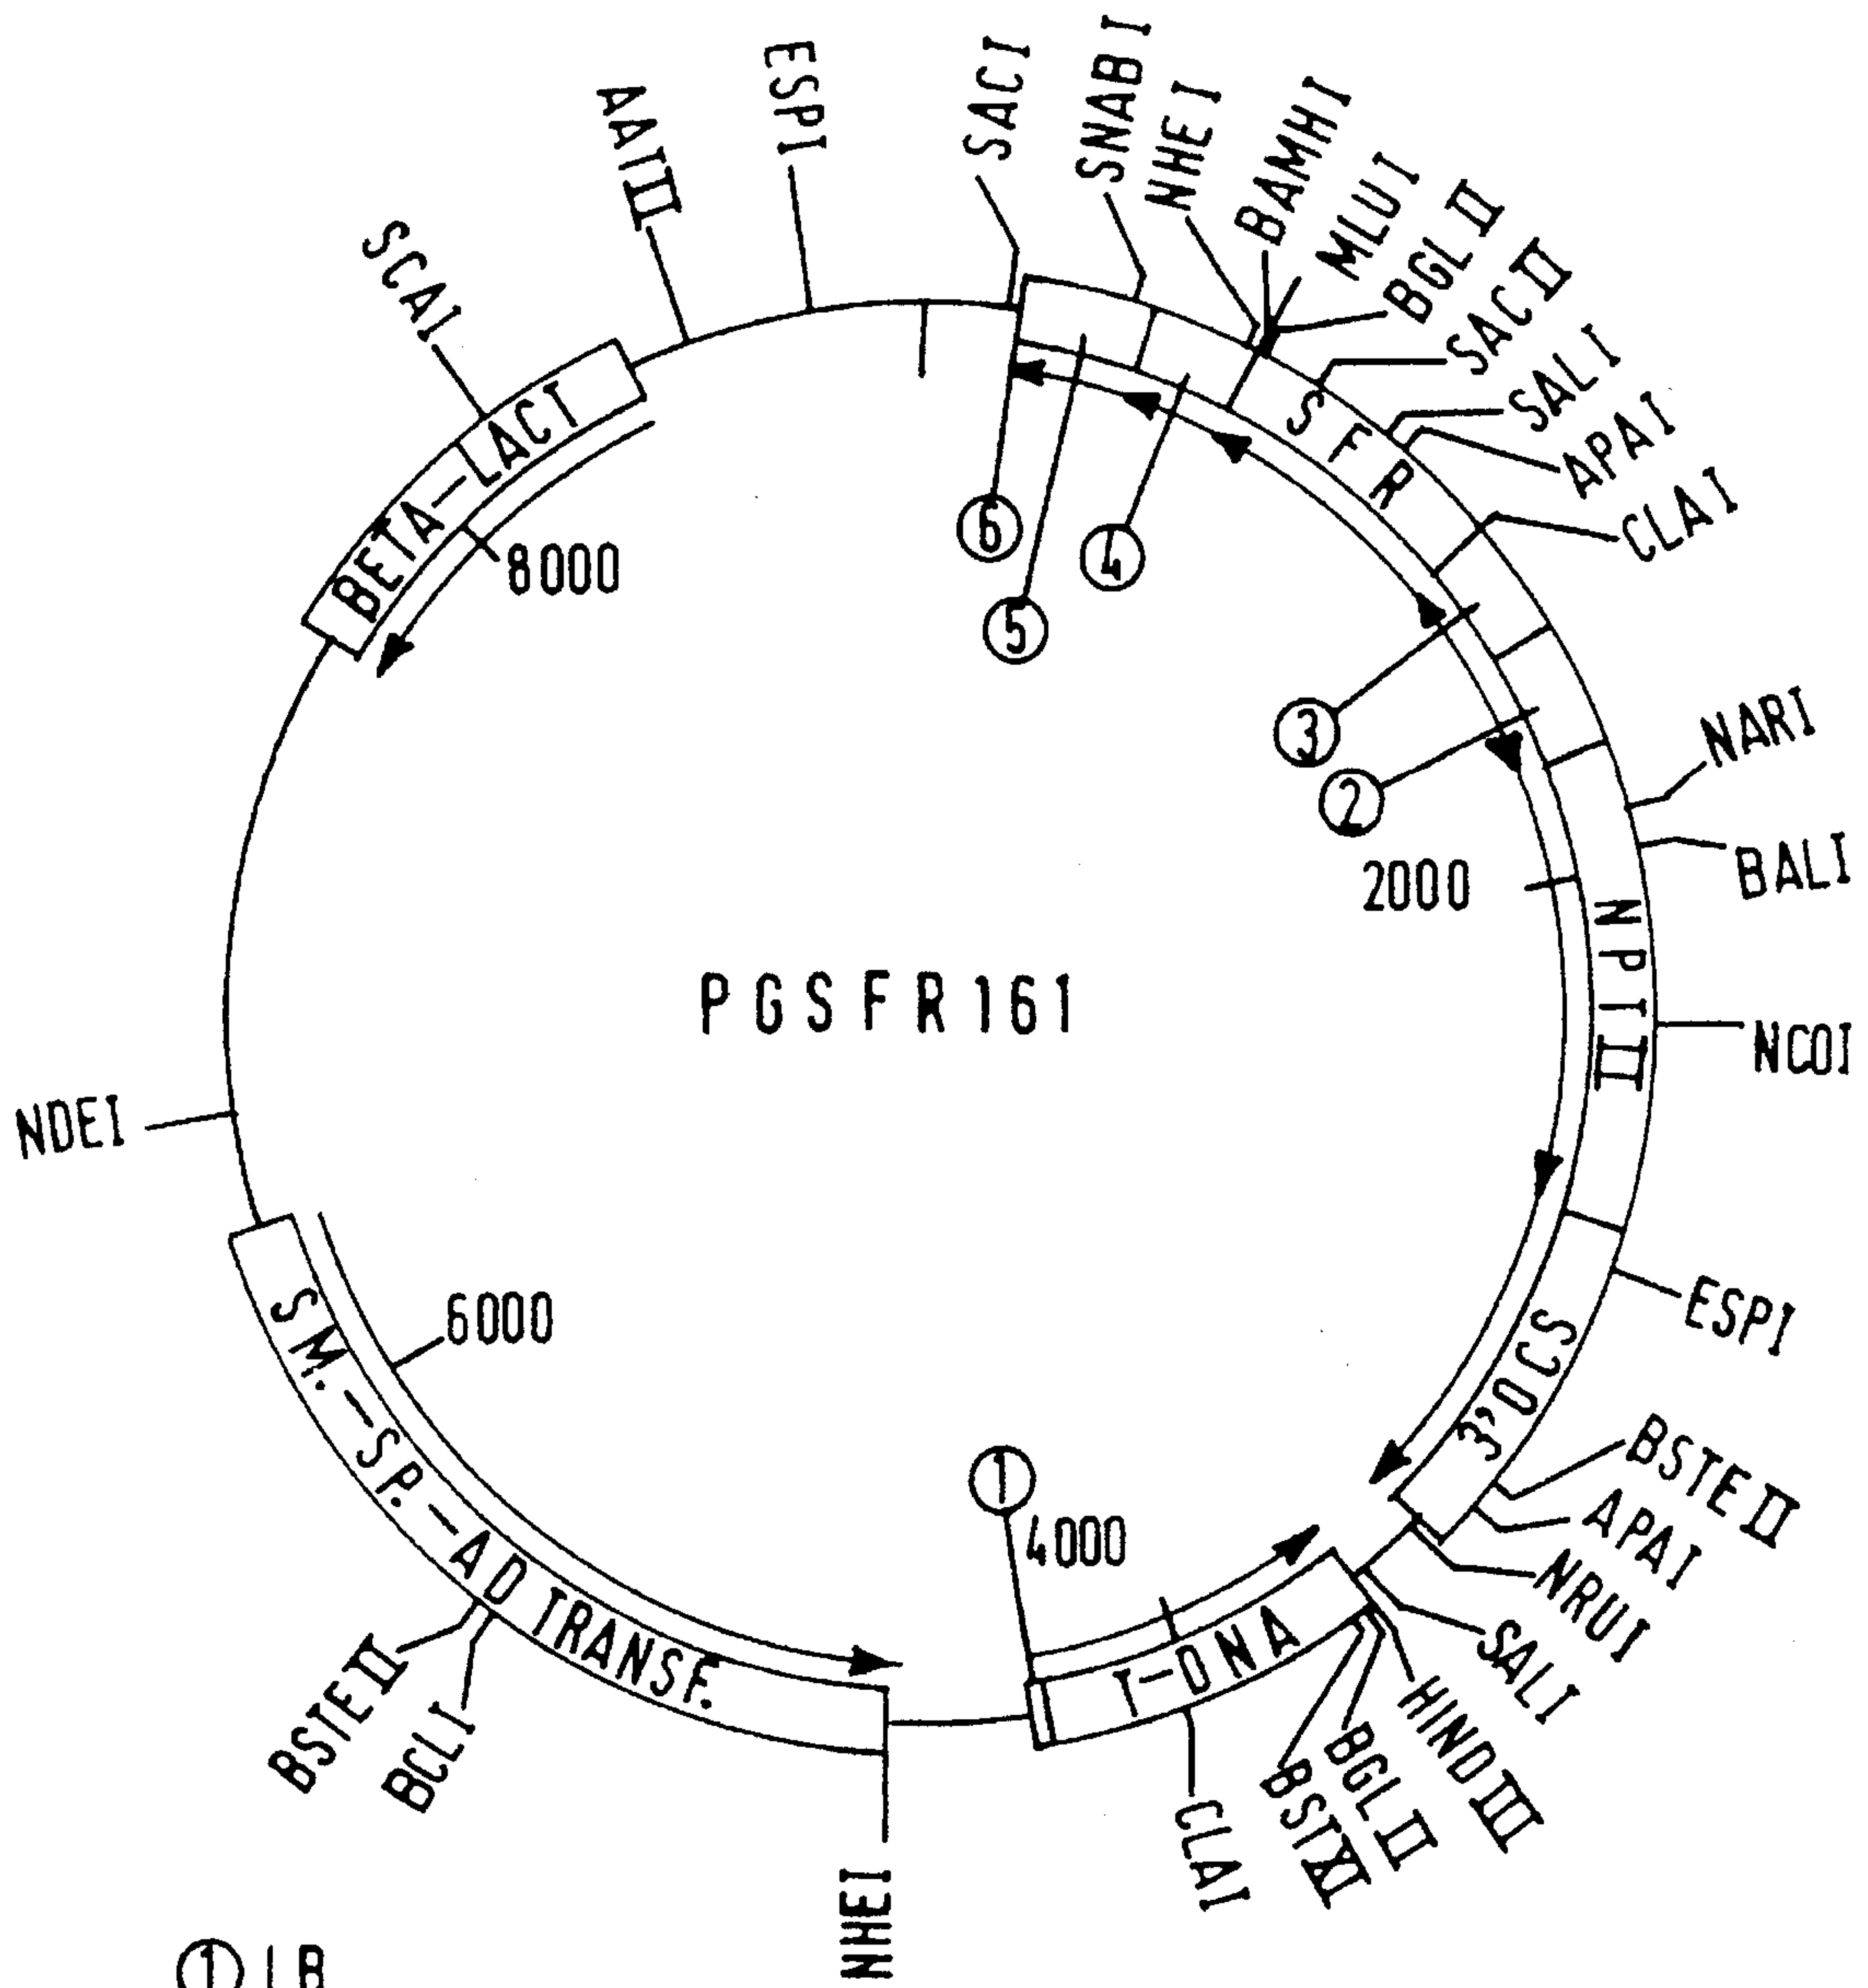 SACI
SNABI
NHEI
BAMHI
MLUI
BGLII
SACII
SALI
APAI
CLAI
NARI
BALI
NCOI
ESPI
BSTEII
APAI
NRUI
SALI
HINDIII
BGLII
BSTXI
CLAI
NHEI
BCLI
BSTEII
NDEI
SCAI
AATII
ESPI
BETA-LACT
SFR
NPTII
3'OCS
T-DNA
SM.-SP.-AD TRANSF.
8000
6
4
5
3
2
2000
PGSFR161
6000
1
4000
1 LB